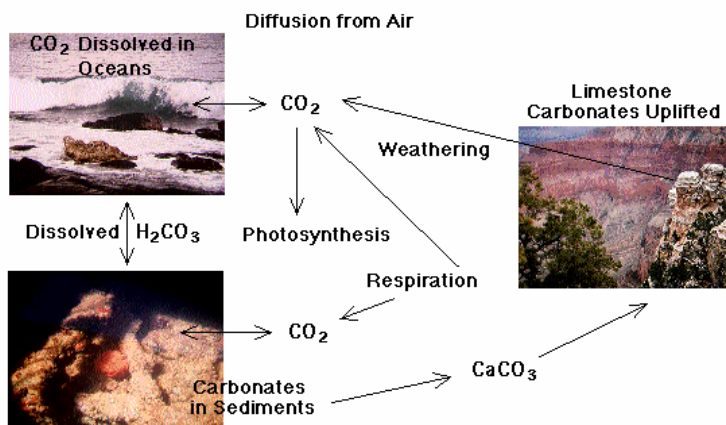 Diffusion from Air
CO₂ Dissolved in
Oceans
CO₂
Limestone
Carbonates Uplifted
Weathering
Dissolved
H₂CO₃
Photosynthesis
Respiration
CO₂
CaCO₃
Carbonates
in Sediments